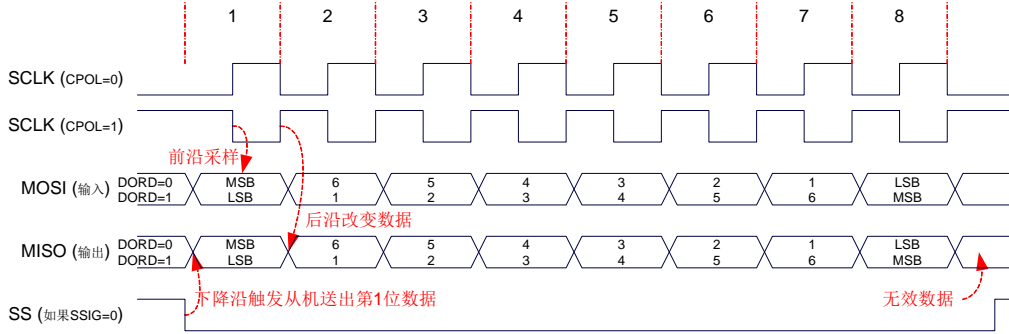 1 2 3 4 5 6 7 8
SCLK (CPOL=0)
SCLK (CPOL=1)
前沿采样
MOSI (输入) DORD=0 MSB 6 5 4 3 2 1 LSB
DORD=1 LSB 1 2 3 4 5 6 MSB
后沿改变数据
MISO (输出) DORD=0 MSB 6 5 4 3 2 1 LSB
DORD=1 LSB 1 2 3 4 5 6 MSB
下降沿触发从机送出第1位数据 无效数据
SS (如果SSIG=0)